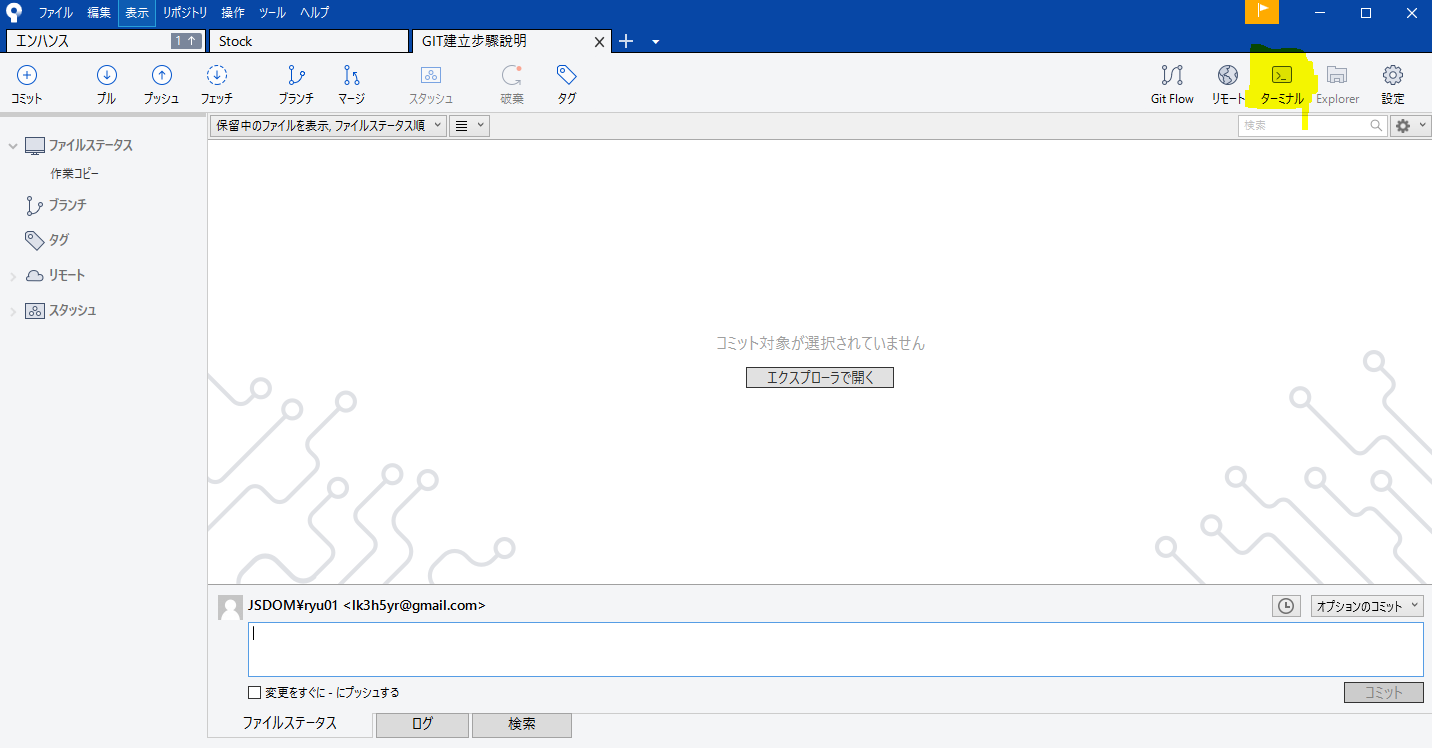 ファイル 編集 表示 リポジトリ 操作 ツール ヘルプ
エンハンス 1 ↑ Stock GIT建立步驟說明
コミット プル プッシュ フェッチ ブランチ マージ スタッシュ 破棄 タグ Git Flow リモート ターミナル Explorer 設定
保留中のファイルを表示, ファイルステータス順 検索
ファイルステータス
作業コピー
ブランチ
タグ
リモート
スタッシュ
コミット対象が選択されていません
エクスプローラで開く
JSDOM¥ryu01 <lk3h5yr@gmail.com> オプションのコミット
変更をすぐに - にプッシュする コミット
ファイルステータス ログ 検索